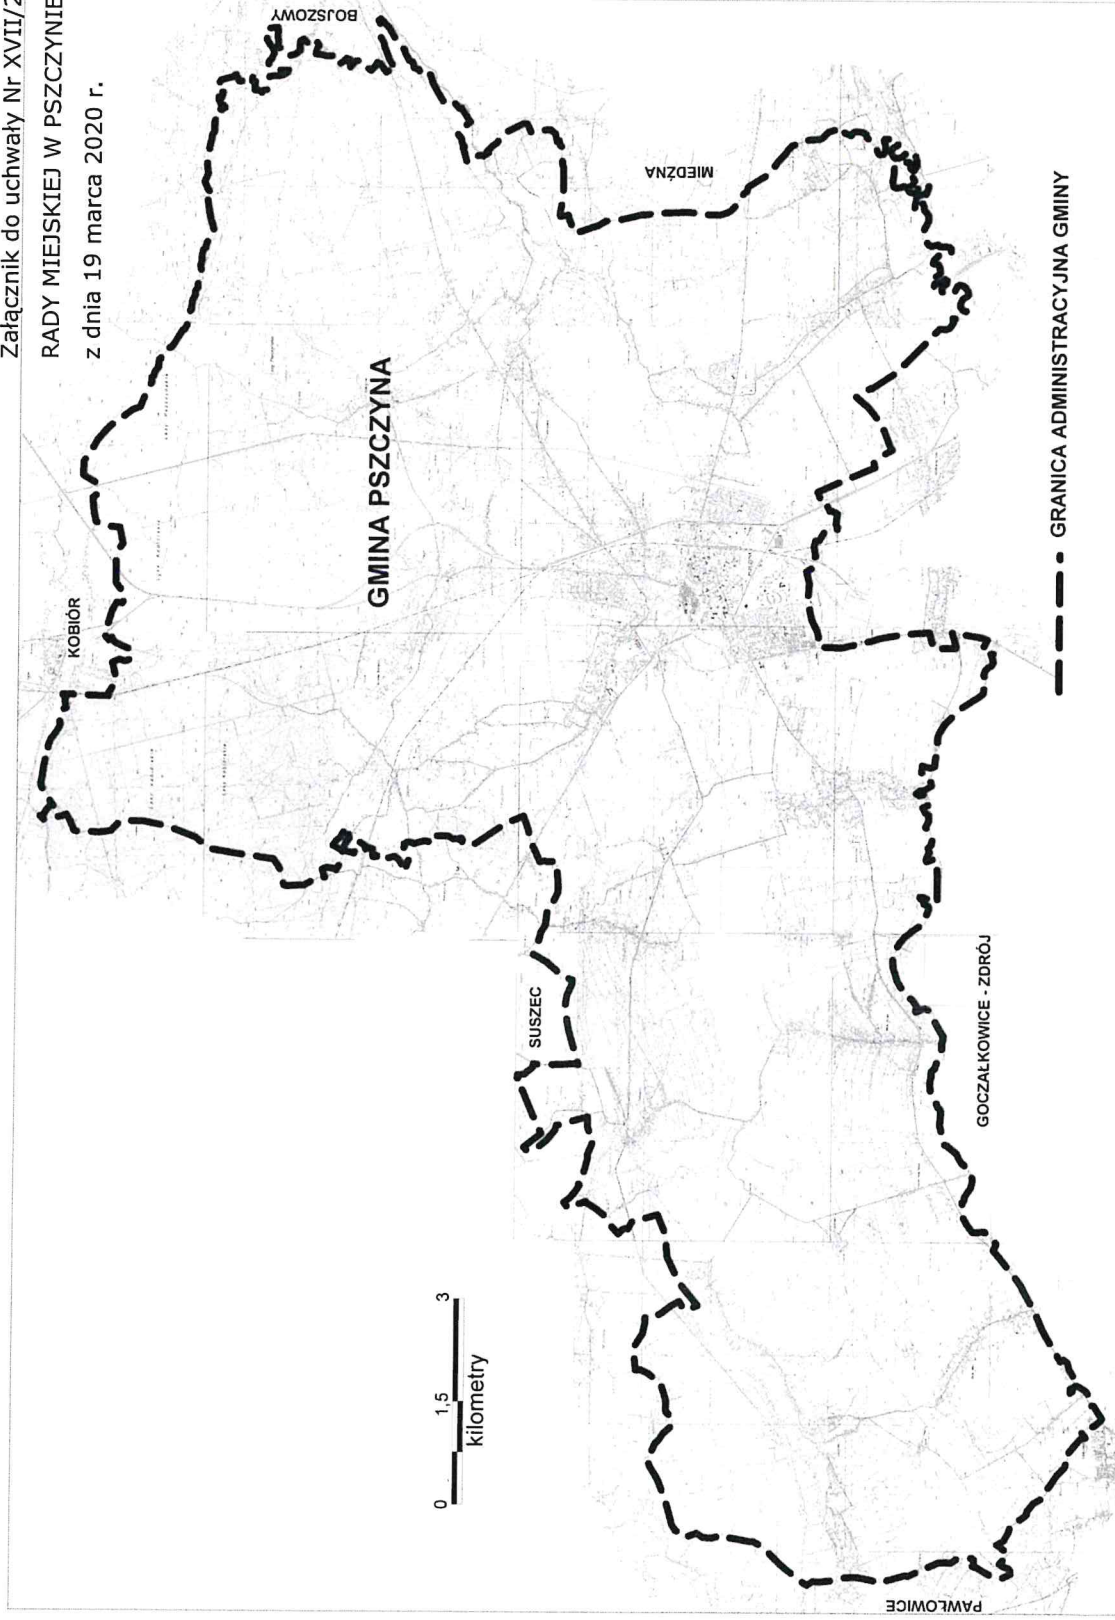 Załącznik do uchwały Nr XVII/2
RADY MIEJSKIEJ W PSZCZYNIE
z dnia 19 marca 2020 r.
BOJSZOWY
KOBIÓR
MIEDŹNA
GMINA PSZCZYNA
SUSZEC
0 1,5 3
kilometry
GOCZAŁKOWICE - ZDRÓJ
PAWŁOWICE
GRANICA ADMINISTRACYJNA GMINY